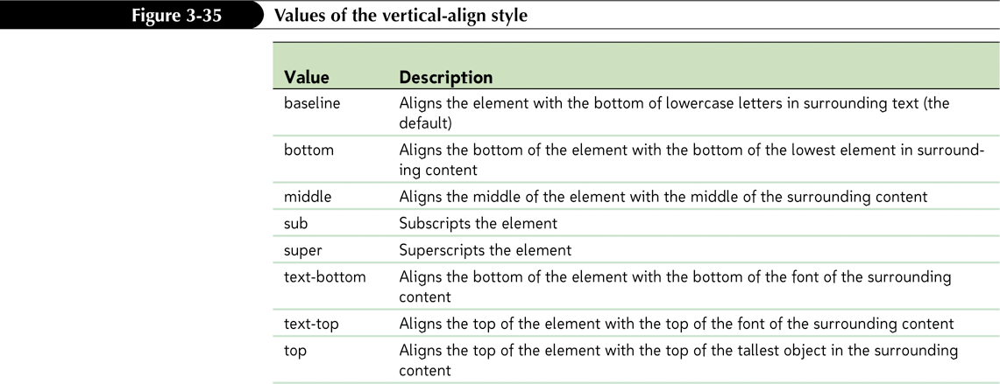 Figure 3-35 Values of the vertical-align style
Value Description
baseline Aligns the element with the bottom of lowercase letters in surrounding text (the
default)
bottom Aligns the bottom of the element with the bottom of the lowest element in surround-
ing content
middle Aligns the middle of the element with the middle of the surrounding content
sub Subscripts the element
super Superscripts the element
text-bottom Aligns the bottom of the element with the bottom of the font of the surrounding
content
text-top Aligns the top of the element with the top of the font of the surrounding content
top Aligns the top of the element with the top of the tallest object in the surrounding
content